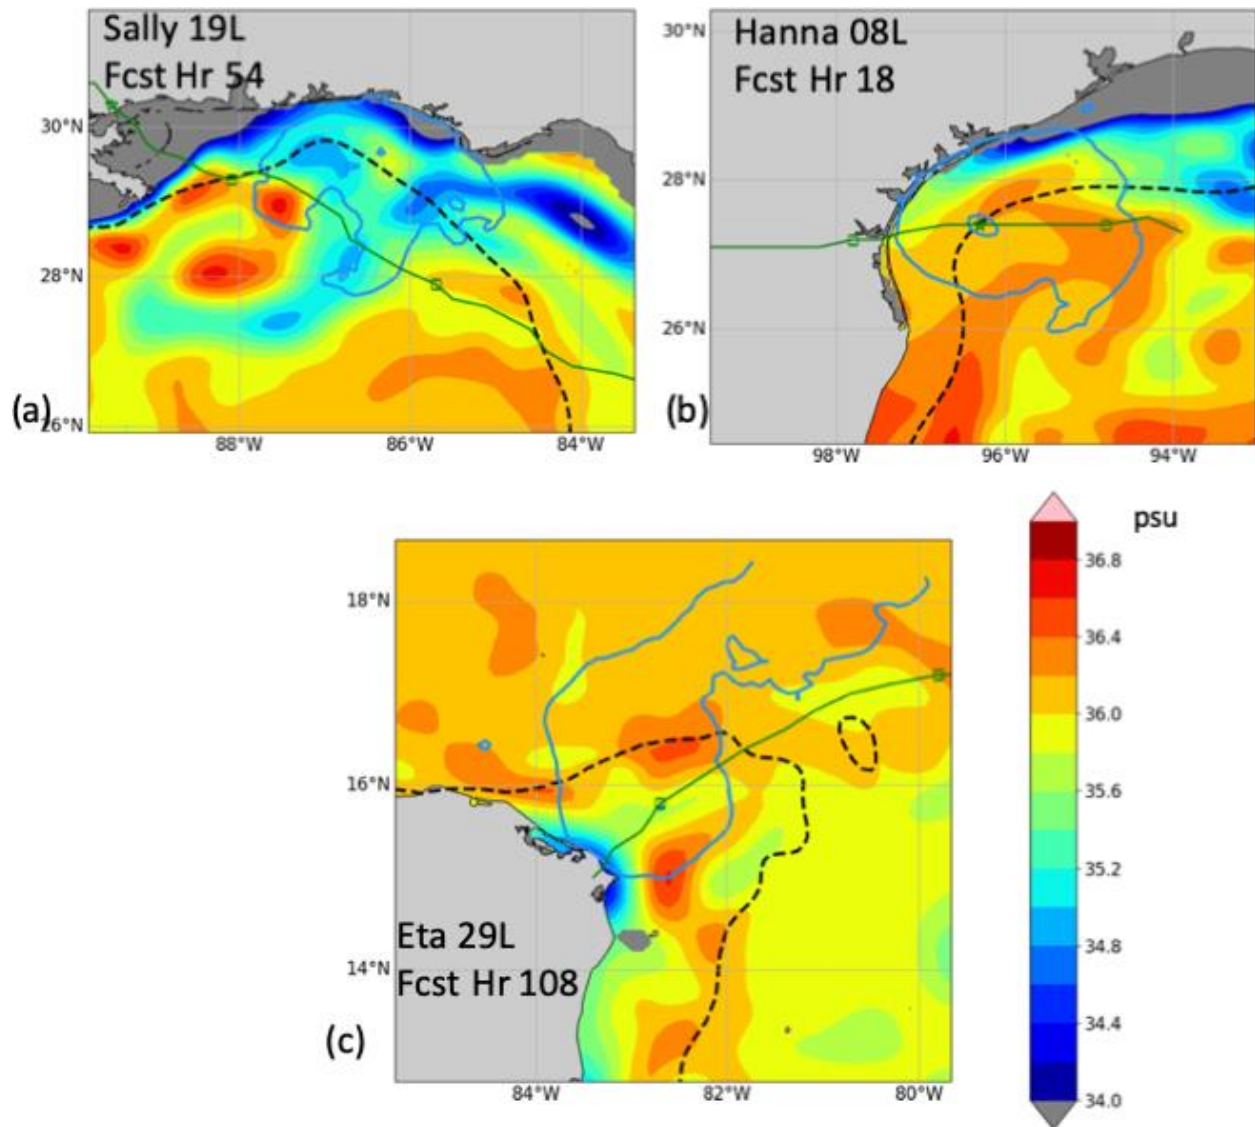 Sally 19L
Fcst Hr 54
30°N
28°N
26°N
88°W
86°W
84°W
(a)
Hanna 08L
Fcst Hr 18
30°N
28°N
26°N
98°W
96°W
94°W
(b)
18°N
16°N
14°N
84°W
82°W
80°W
Eta 29L
Fcst Hr 108
(c)
psu
36.8
36.4
36.0
35.6
35.2
34.8
34.4
34.0